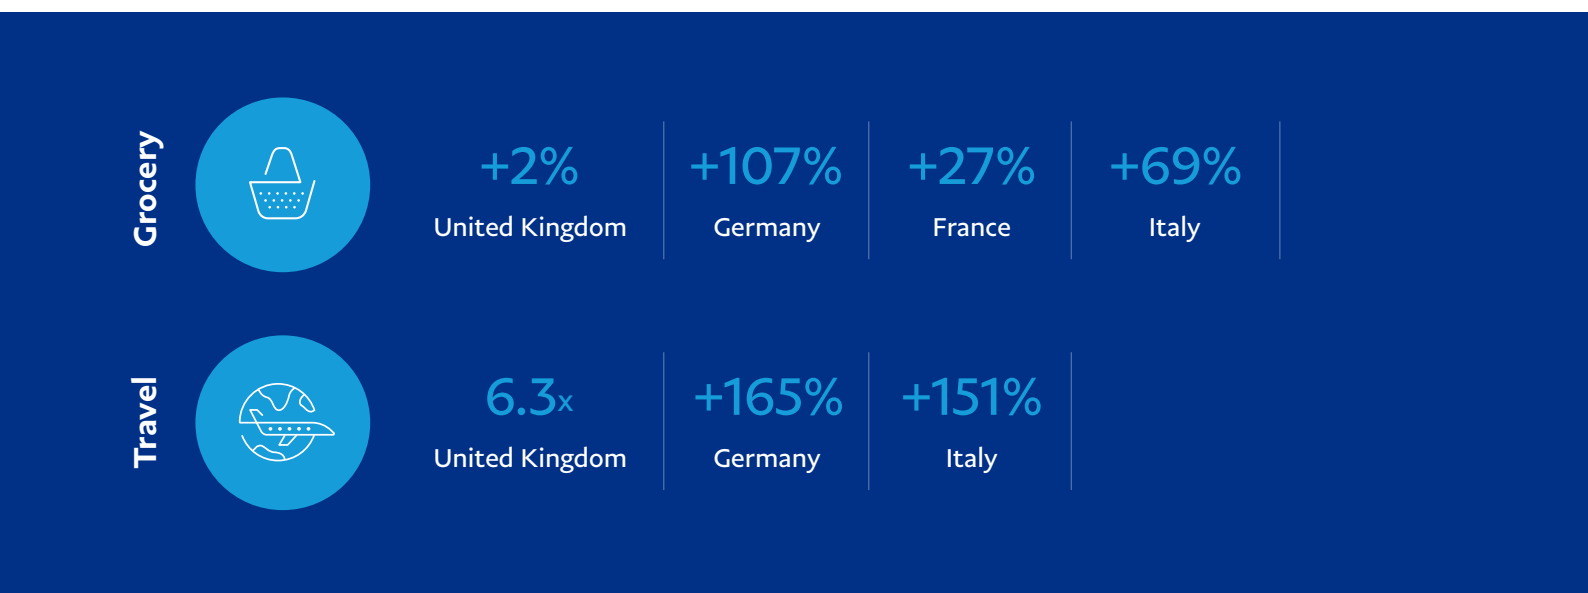 Grocery
+2%
+107%
+27%
+69%
United Kingdom
Germany
France
Italy
Travel
6.3x
+165%
+151%
United Kingdom
Germany
Italy